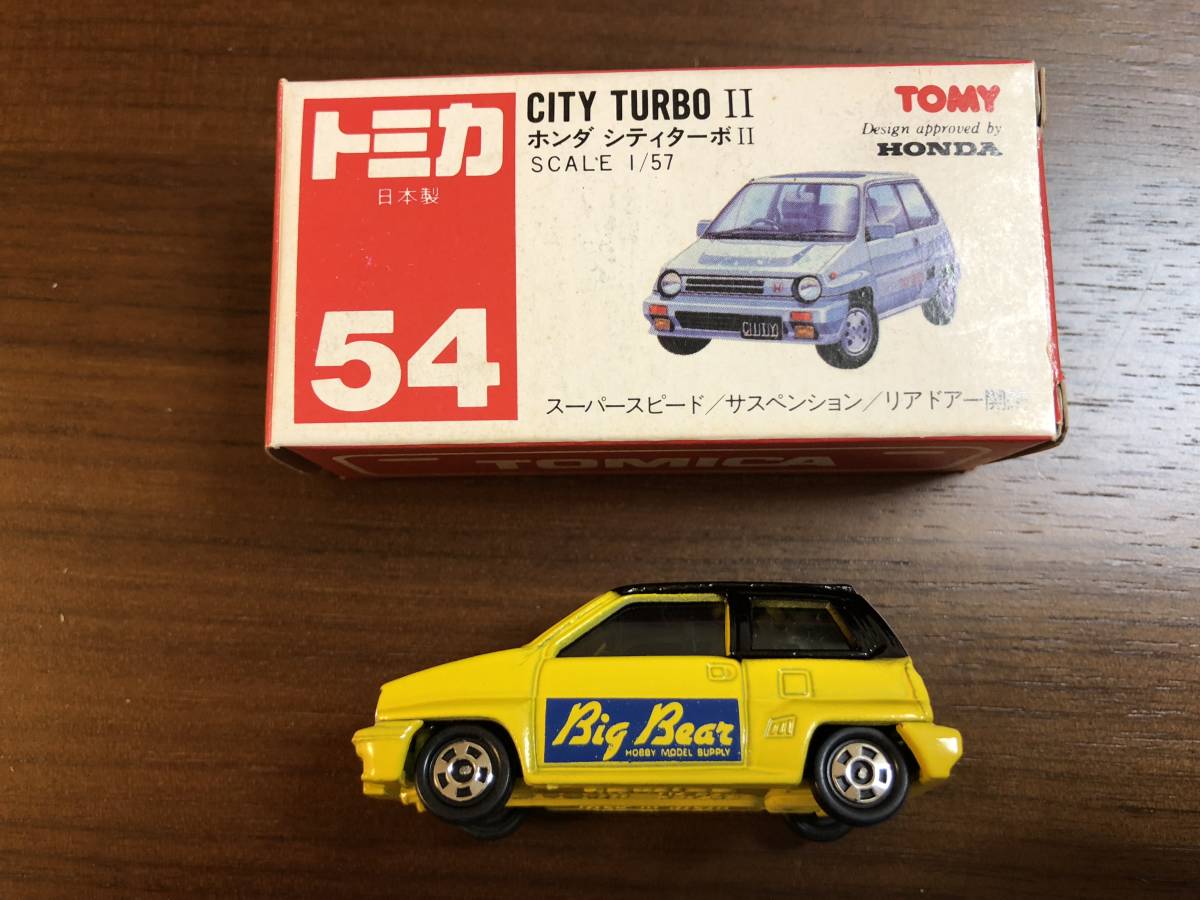 トミカ
日本製
54
CITY TURBO II
ホンダ シティターボII
SCALE 1/57
TOMY
Design approved by
HONDA
CITY
スーパースピード/サスペンション/リアドアー開
TOMICA
Big Bear
HOBBY MODEL SUPPLY